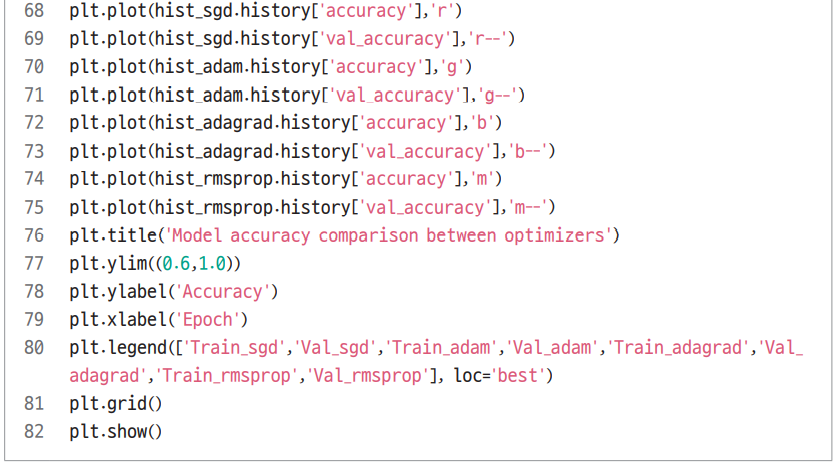 68 plt.plot(hist_sgd.history['accuracy'],'r')
69 plt.plot(hist_sgd.history['val_accuracy'],'r--')
70 plt.plot(hist_adam.history['accuracy'],'g')
71 plt.plot(hist_adam.history['val_accuracy'],'g--')
72 plt.plot(hist_adagrad.history['accuracy'],'b')
73 plt.plot(hist_adagrad.history['val_accuracy'],'b--')
74 plt.plot(hist_rmsprop.history['accuracy'],'m')
75 plt.plot(hist_rmsprop.history['val_accuracy'],'m--')
76 plt.title('Model accuracy comparison between optimizers')
77 plt.ylim((0.6,1.0))
78 plt.ylabel('Accuracy')
79 plt.xlabel('Epoch')
80 plt.legend(['Train_sgd','Val_sgd','Train_adam','Val_adam','Train_adagrad','Val_
adagrad','Train_rmsprop','Val_rmsprop'], loc='best')
81 plt.grid()
82 plt.show()